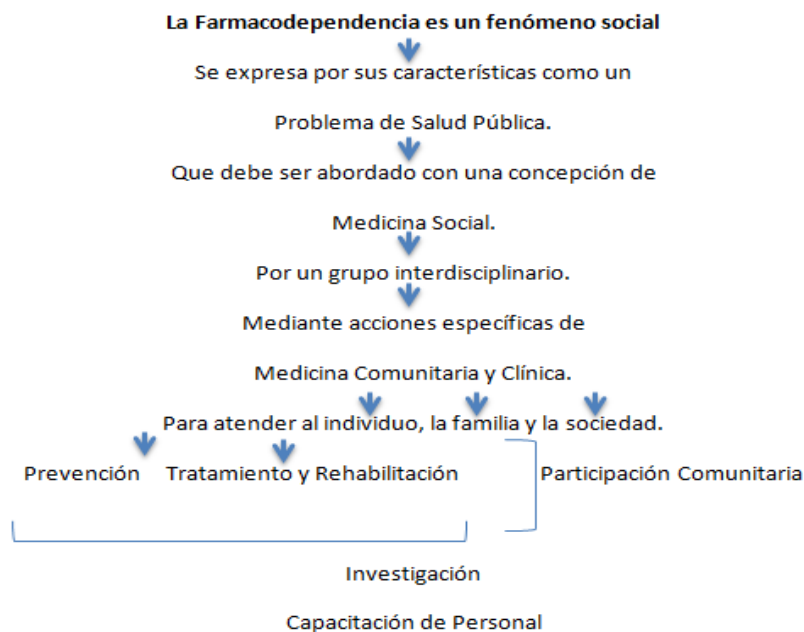 La Farmacodependencia es un fenómeno social
Se expresa por sus características como un
Problema de Salud Pública.
Que debe ser abordado con una concepción de
Medicina Social.
Por un grupo interdisciplinario.
Mediante acciones específicas de
Medicina Comunitaria y Clínica.
Para atender al individuo, la familia y la sociedad.
Prevención Tratamiento y Rehabilitación Participación Comunitaria
Investigación
Capacitación de Personal